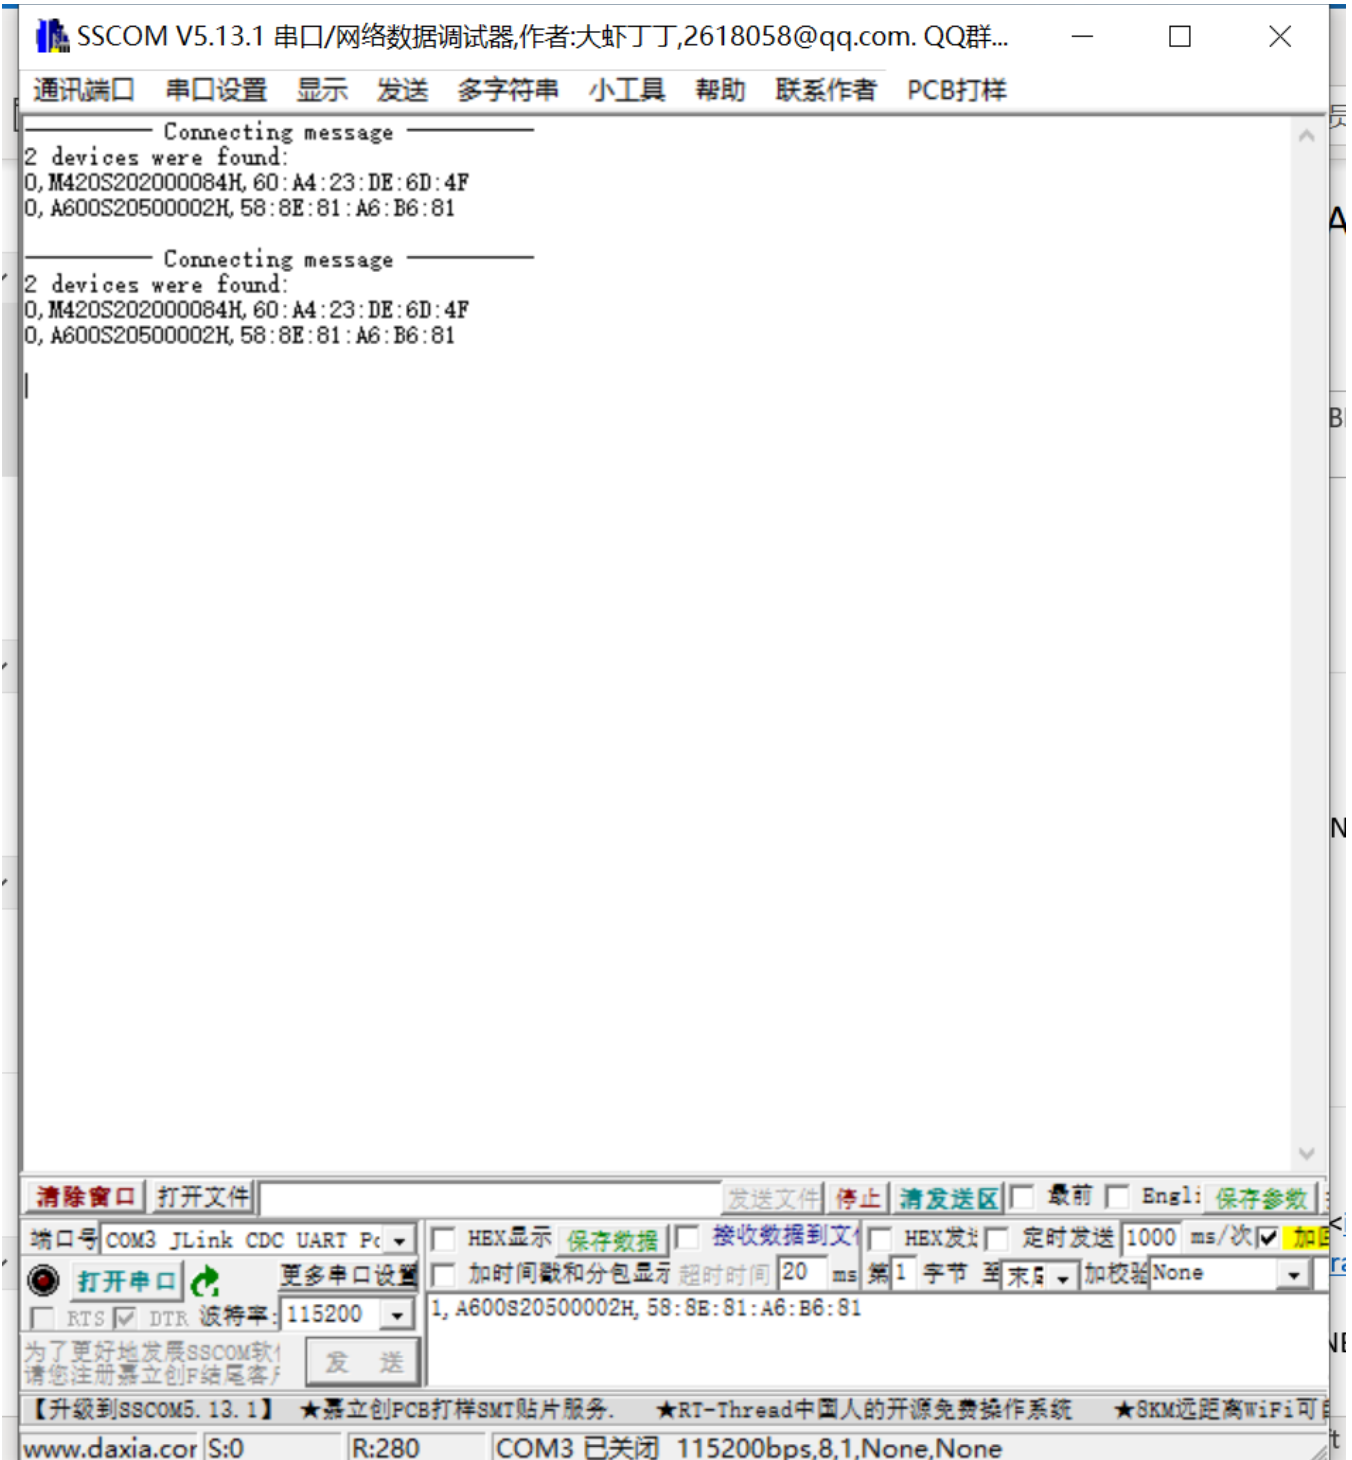 SSCOM V5.13.1 串口/网络数据调试器,作者:大虾丁丁,2618058@qq.com. QQ群...
通讯端口 串口设置 显示 发送 多字符串 小工具 帮助 联系作者 PCB打样
Connecting message
2 devices were found:
0,M420S202000084H,60:A4:23:DE:6D:4F
0,A600S20500002H,58:8E:81:A6:B6:81
Connecting message
2 devices were found:
0,M420S202000084H,60:A4:23:DE:6D:4F
0,A600S20500002H,58:8E:81:A6:B6:81
清除窗口 打开文件 发送文件 停止 清发送区 最前 Engli 保存参数
端口号 COM3 JLink CDC UART Po HEX显示 保存数据 接收数据到文 HEX发 定时发送 1000 ms/次 加
打开串口 更多串口设置 加时间戳和分包显示 超时时间 20 ms 第 1 字节 至 末尾 加校验 None
RTS DTR 波特率: 115200 1,A600S20500002H,58:8E:81:A6:B6:81
为了更好地发展SSCOM软
请您注册嘉立创F结尾客
发 送
【升级到SSCOM5.13.1】 ★嘉立创PCB打样SMT贴片服务. ★RT-Thread中国人的开源免费操作系统 ★8KM远距离WiFi可
www.daxia.cor S:0 R:280 COM3 已关闭 115200bps,8,1,None,None